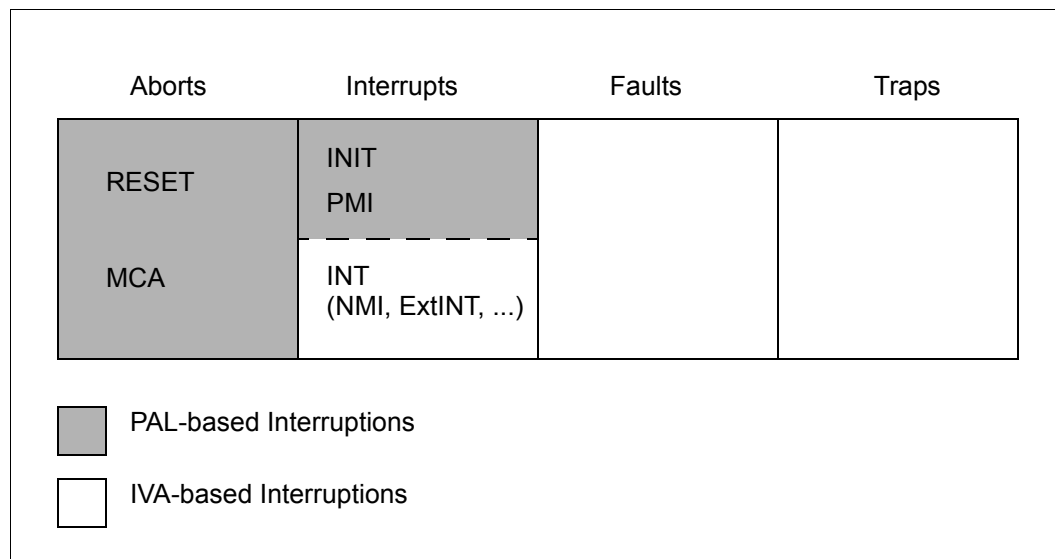 Aborts Interrupts Faults Traps
RESET
INIT
PMI
MCA
INT
(NMI, ExtINT, ...)
PAL-based Interruptions
IVA-based Interruptions